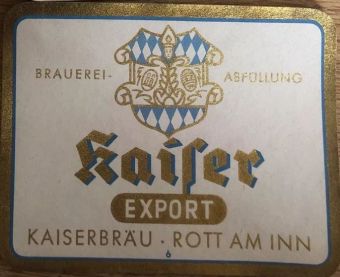 BRAUEREI- ABFÜLLUNG
Kaiſer
EXPORT
KAISERBRÄU · ROTT AM INN
6